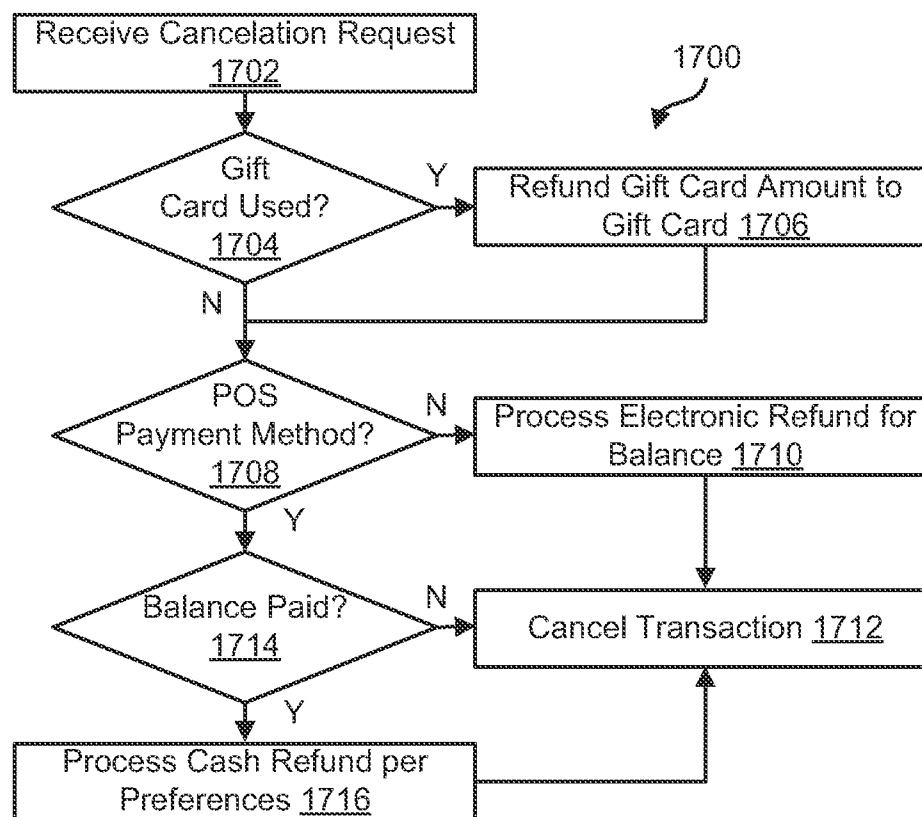 Receive Cancelation Request
1702
1700
Gift
Card Used?
1704
Y
Refund Gift Card Amount to
Gift Card 1706
N
POS
Payment Method?
1708
N
Process Electronic Refund for
Balance 1710
Y
Balance Paid?
1714
N
Cancel Transaction 1712
Y
Process Cash Refund per
Preferences 1716